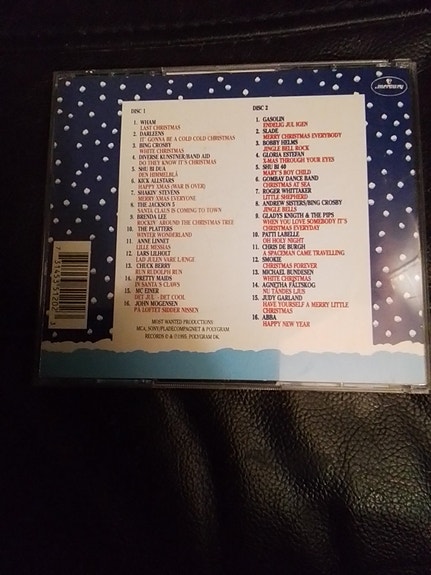 mercury
DISC 1
1. WHAM
LAST CHRISTMAS
2. DARLEENS
IT' GONNA BE A COLD COLD CHRISTMAS
3. BING CROSBY
WHITE CHRISTMAS
4. DIVERSE KUNSTNER/BAND AID
DO THEY KNOW IT'S CHRISTMAS
5. SHU BI DUA
DEN HIMMELBLÅ
6. KICK ALLSTARS
HAPPY XMAS (WAR IS OVER)
7. SHAKIN' STEVENS
MERRY XMAS EVERYONE
8. THE JACKSON 5
SANTA CLAUS IS COMING TO TOWN
9. BRENDA LEE
ROCKIN' AROUND THE CHRISTMAS TREE
10. THE PLATTERS
WINTER WONDERLAND
11. ANNE LINNET
LILLE MESSIAS
12. LARS LILHOLT
LAD JULEN VARE LÆNGE
13. CHUCK BERRY
RUN RUDOLPH RUN
14. PRETTY MAIDS
IN SANTA'S CLAWS
15. MC EINER
DET JUL - DET COOL
16. JOHN MOGENSEN
PÅ LOFTET SIDDER NISSEN
DISC 2
1. GASOLIN
ENDELIG JUL IGEN
2. SLADE
MERRY CHRISTMAS EVERYBODY
3. BOBBY HELMS
JINGLE BELL ROCK
4. GLORIA ESTEFAN
X-MAS THROUGH YOUR EYES
5. SHU BI 40
MARY'S BOY CHILD
6. GOMBAY DANCE BAND
CHRISTMAS AT SEA
7. ROGER WHITTAKER
LITTLE SHEPHERD
8. ANDREW SISTERS/BING CROSBY
JINGLE BELLS
9. GLADYS KNIGTH & THE PIPS
WHEN YOU LOVE SOMEBODY IT'S
CHRISTMAS EVERYDAY
10. PATTI LABELLE
OH HOLY NIGHT
11. CHRIS DE BURGH
A SPACEMAN CAME TRAVELLING
12. SMOKIE
CHRISTMAS FOREVER
13. MICHAEL BUNDESEN
WHITE CHRISTMAS
14. AGNETHA FÄLTSKOG
NU TÄNDES LJUS
15. JUDY GARLAND
HAVE YOURSELF A MERRY LITTLE
CHRISTMAS
16. ABBA
HAPPY NEW YEAR
MOST WANTED PRODUCTIONS
MCA, SONY/PLADECOMPAGNIET & POLYGRAM
RECORDS © & ℗ 1995. POLYGRAM DK.